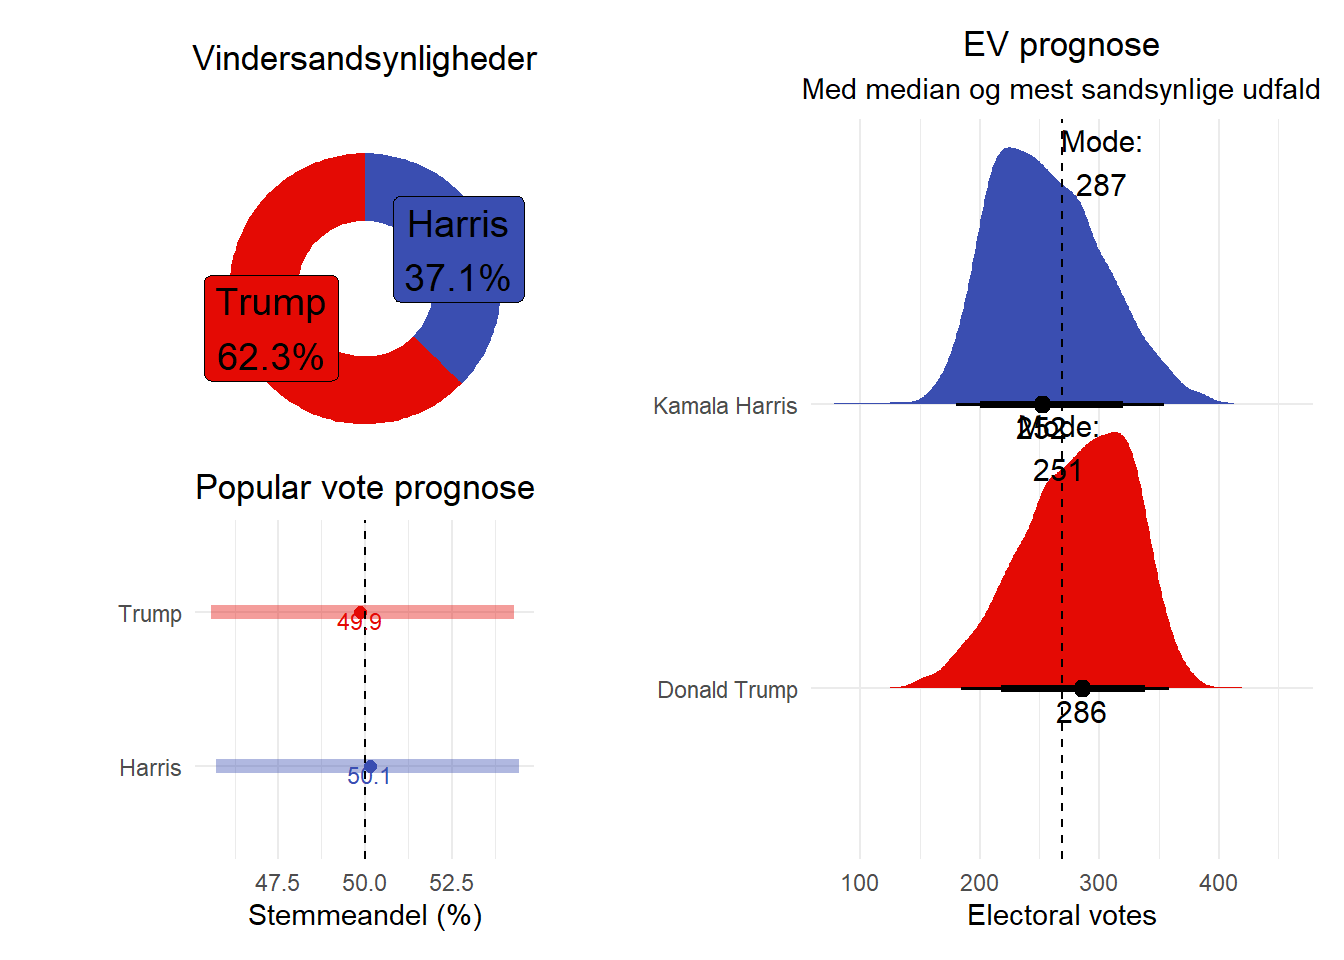 Vindersandsynligheder
Harris
37.1%
Trump
62.3%
Popular vote prognose
Trump
49.9
Harris
50.1
47.5 50.0 52.5
Stemmeandel (%)
EV prognose
Med median og mest sandsynlige udfald
Mode:
287
Kamala Harris
252
Mode:
251
Donald Trump
286
100 200 300 400
Electoral votes